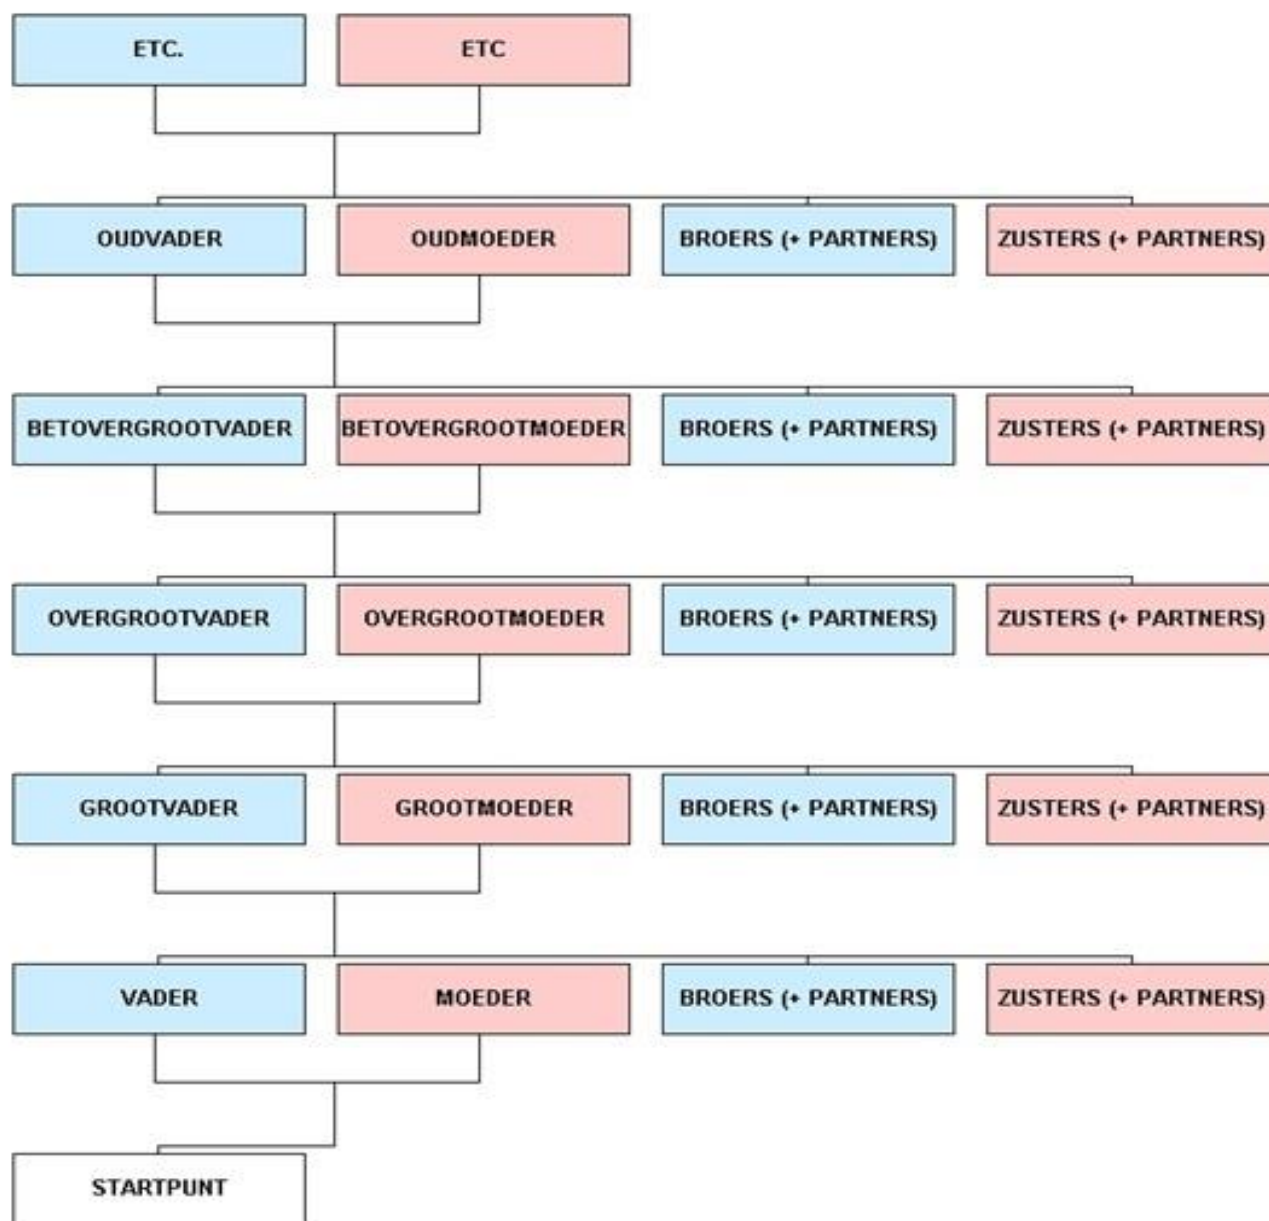 ETC.
ETC
OUDVADER
OUDMOEDER
BROERS (+ PARTNERS)
ZUSTERS (+ PARTNERS)
BETOVERGROOTVADER
BETOVERGROOTMOEDER
BROERS (+ PARTNERS)
ZUSTERS (+ PARTNERS)
OVERGROOTVADER
OVERGROOTMOEDER
BROERS (+ PARTNERS)
ZUSTERS (+ PARTNERS)
GROOTVADER
GROOTMOEDER
BROERS (+ PARTNERS)
ZUSTERS (+ PARTNERS)
VADER
MOEDER
BROERS (+ PARTNERS)
ZUSTERS (+ PARTNERS)
STARTPUNT